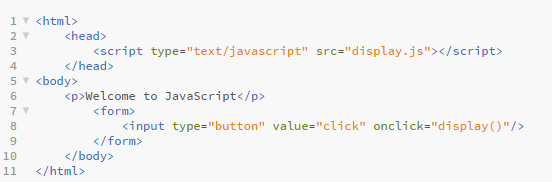 1 <html>
2     <head>
3         <script type="text/javascript" src="display.js"></script>
4     </head>
5 <body>
6     <p>Welcome to JavaScript</p>
7         <form>
8             <input type="button" value="click" onclick="display()"/>
9         </form>
10     </body>
11 </html>